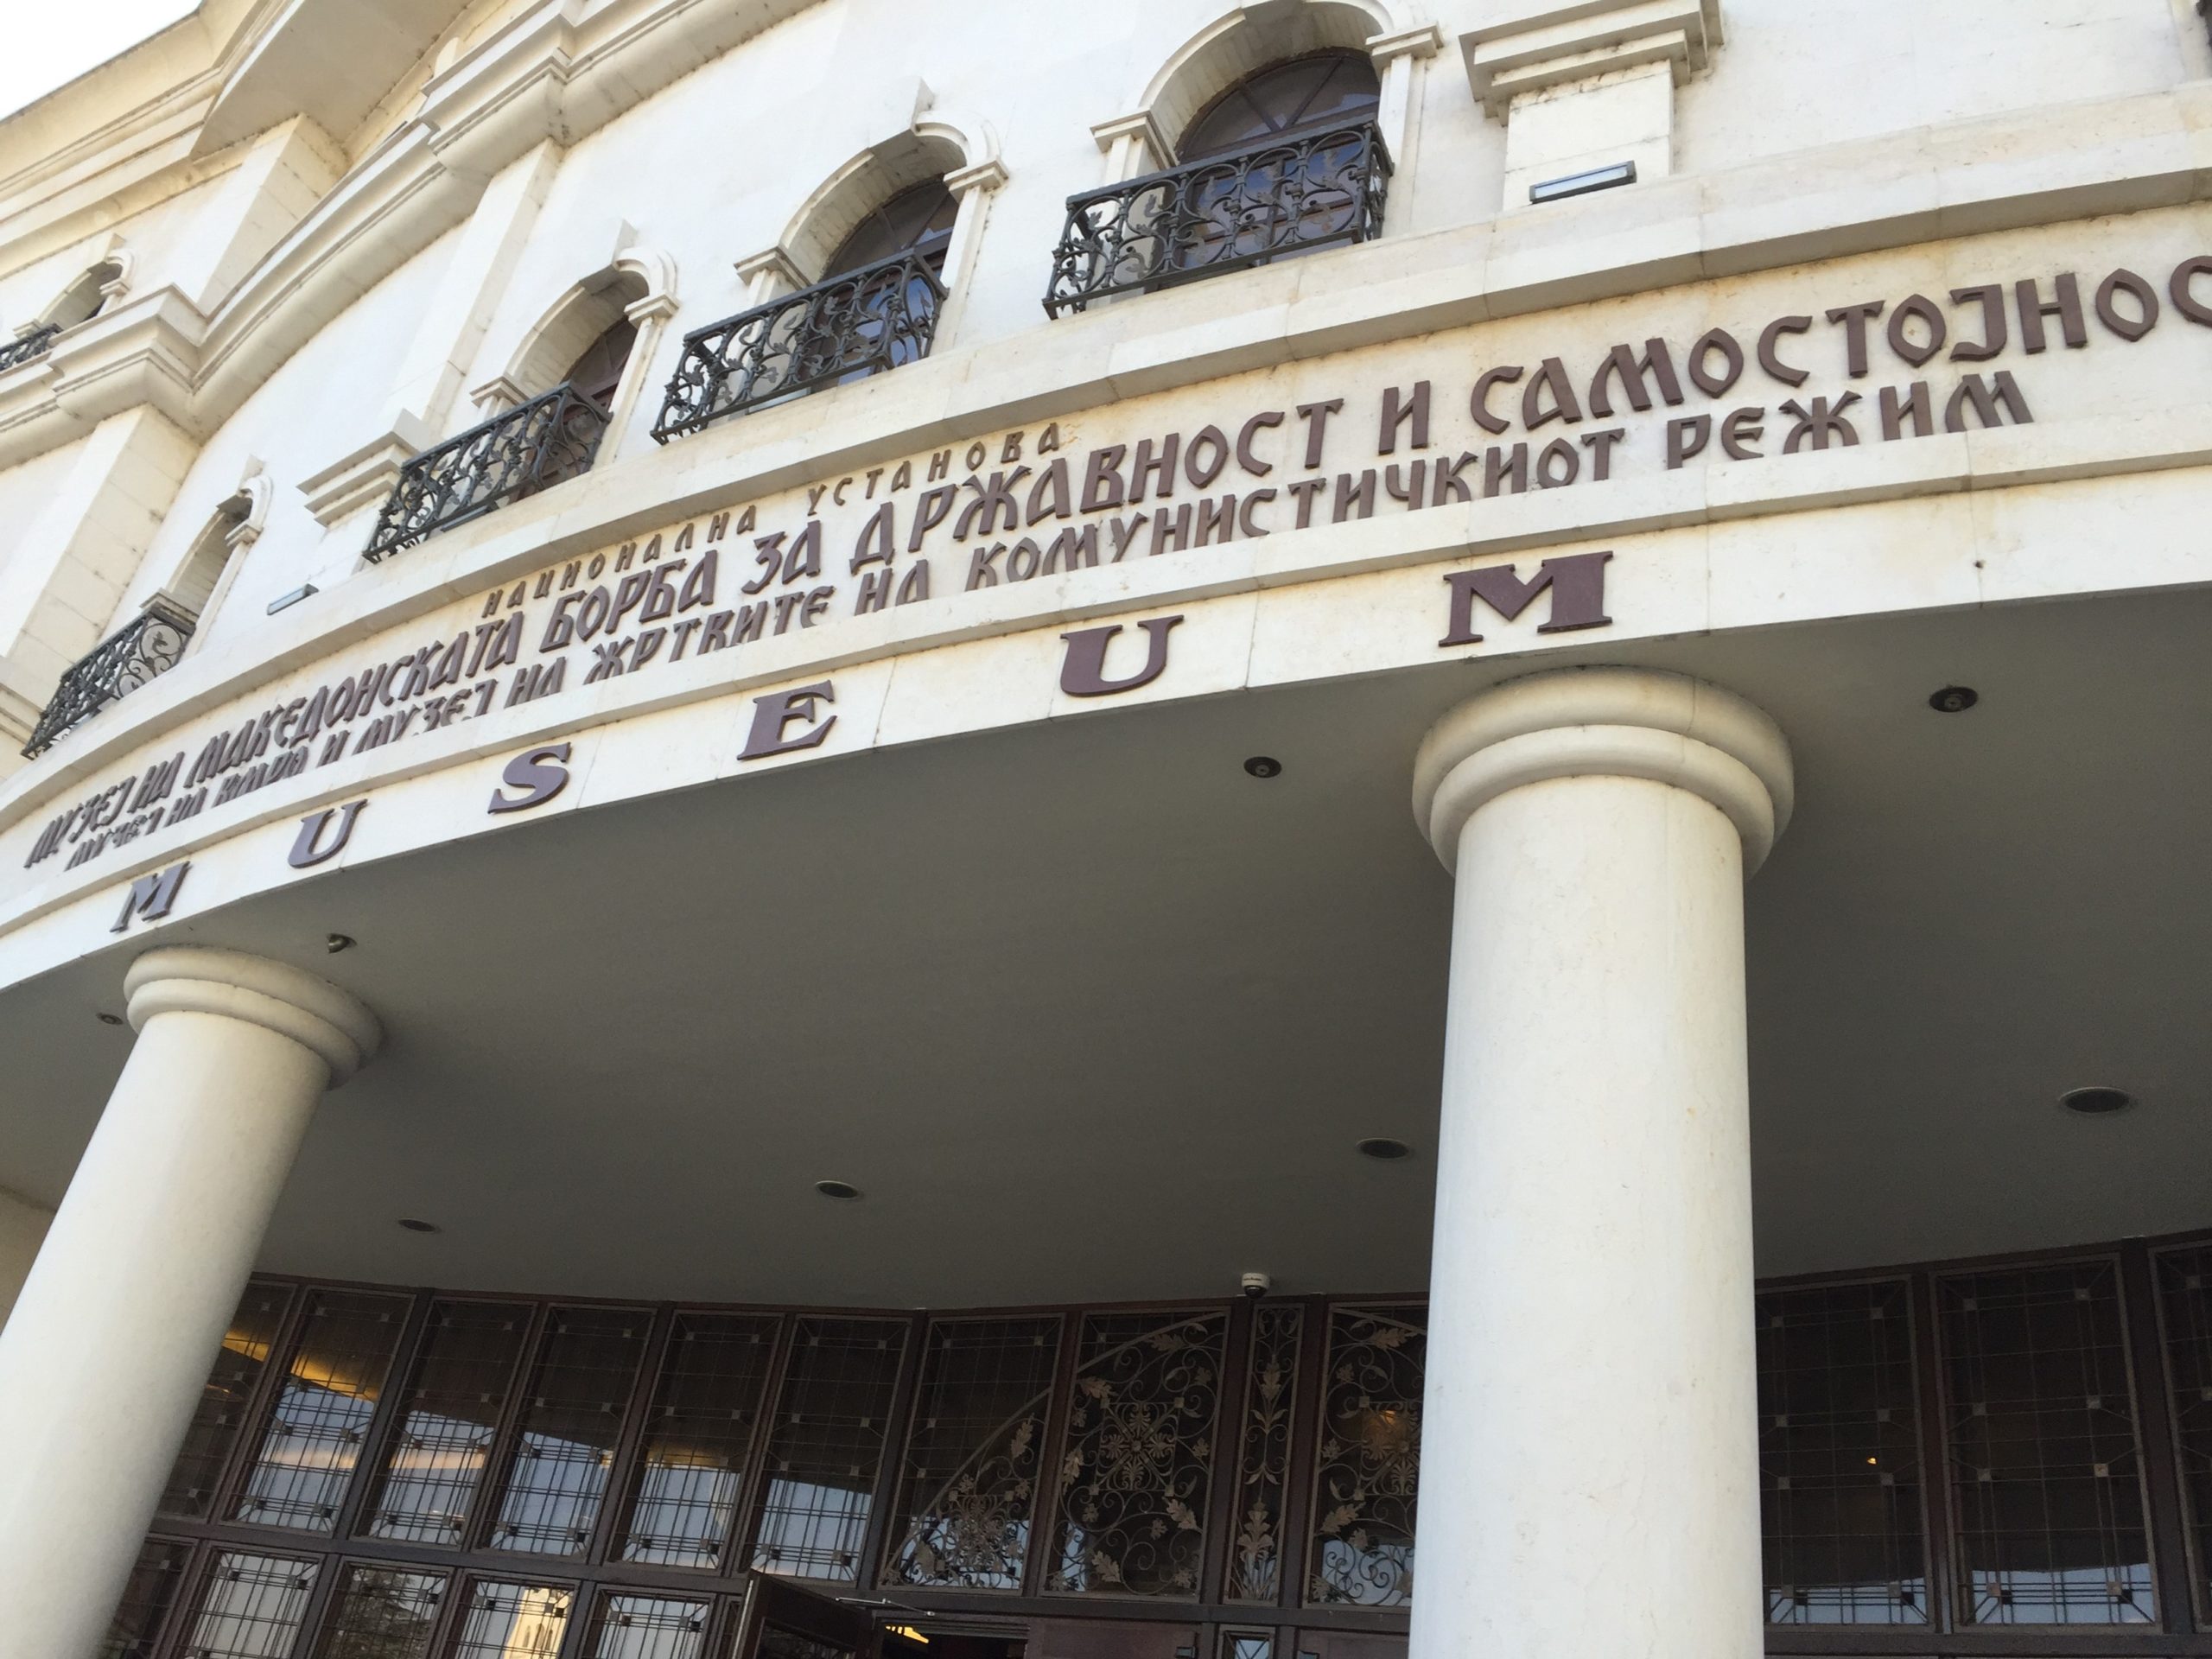 НАЦИОНАЛНА УСТАНОВА
МУЗЕЈ НА МАКЕДОНСКАТА БОРБА ЗА ДРЖАВНОСТ И САМОСТОЈНОС
МУЗЕЈ НА ВМРО И МУЗЕЈ НА ЖРТВИТЕ НА КОМУНИСТИЧКИОТ РЕЖИМ
MUSEUM